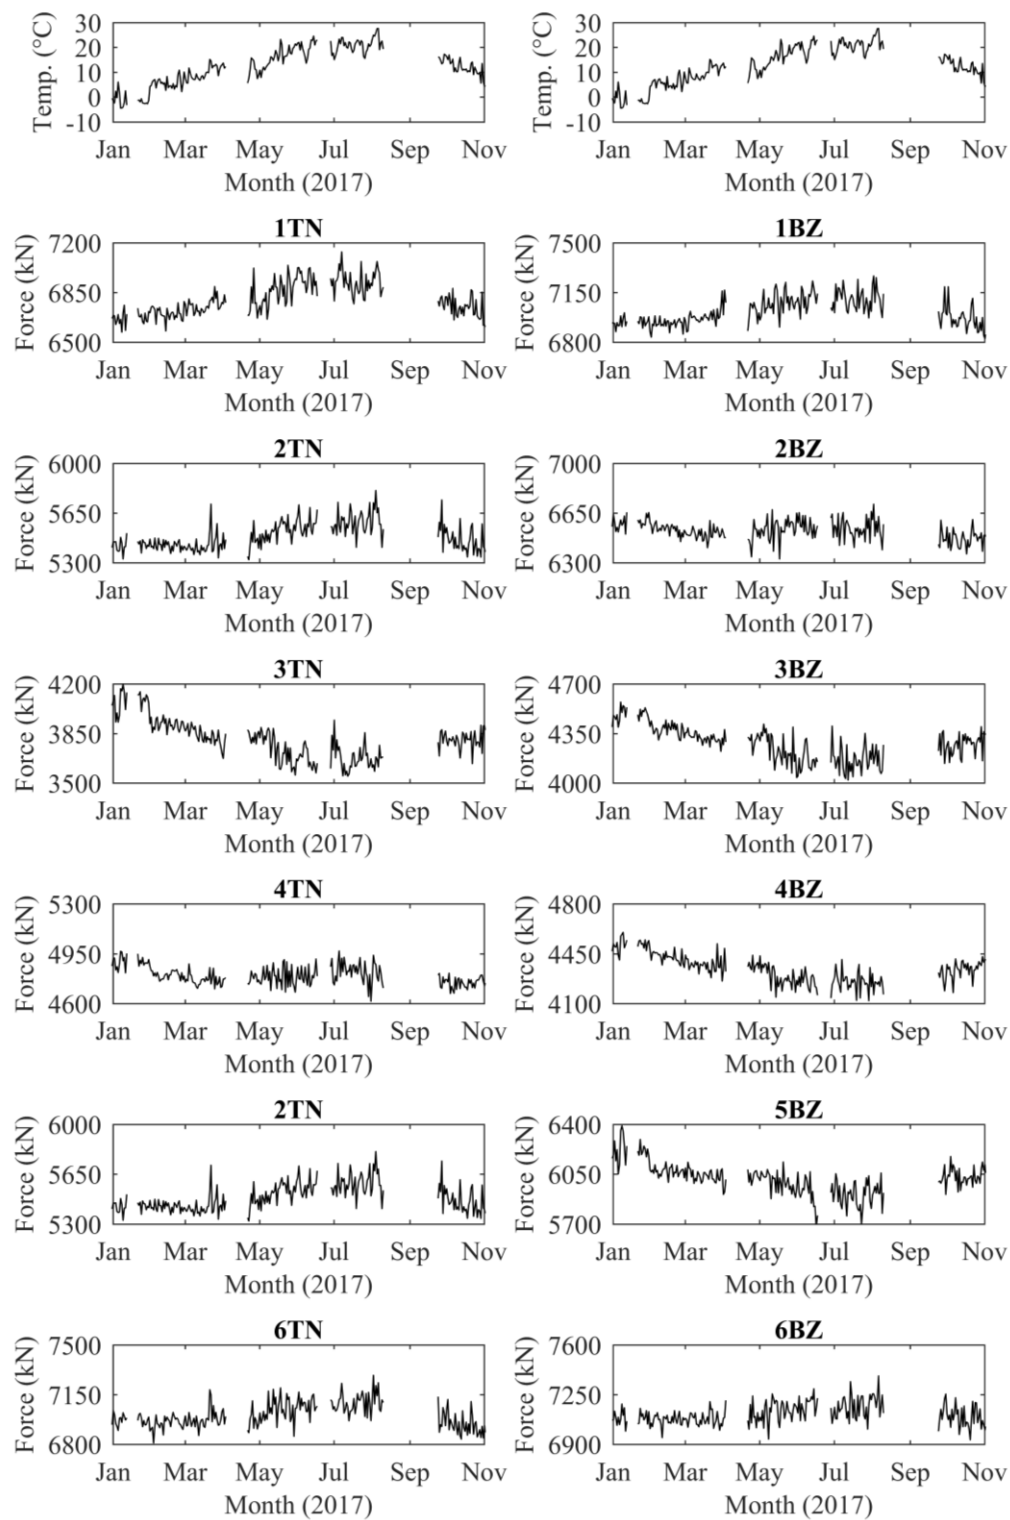 30
20
10
0
-10
Temp. (°C)
Jan Mar May Jul Sep Nov
Month (2017)
30
20
10
0
-10
Temp. (°C)
Jan Mar May Jul Sep Nov
Month (2017)
1TN
7200
6850
6500
Force (kN)
Jan Mar May Jul Sep Nov
Month (2017)
1BZ
7500
7150
6800
Force (kN)
Jan Mar May Jul Sep Nov
Month (2017)
2TN
6000
5650
5300
Force (kN)
Jan Mar May Jul Sep Nov
Month (2017)
2BZ
7000
6650
6300
Force (kN)
Jan Mar May Jul Sep Nov
Month (2017)
3TN
4200
3850
3500
Force (kN)
Jan Mar May Jul Sep Nov
Month (2017)
3BZ
4700
4350
4000
Force (kN)
Jan Mar May Jul Sep Nov
Month (2017)
4TN
5300
4950
4600
Force (kN)
Jan Mar May Jul Sep Nov
Month (2017)
4BZ
4800
4450
4100
Force (kN)
Jan Mar May Jul Sep Nov
Month (2017)
2TN
6000
5650
5300
Force (kN)
Jan Mar May Jul Sep Nov
Month (2017)
5BZ
6400
6050
5700
Force (kN)
Jan Mar May Jul Sep Nov
Month (2017)
6TN
7500
7150
6800
Force (kN)
Jan Mar May Jul Sep Nov
Month (2017)
6BZ
7600
7250
6900
Force (kN)
Jan Mar May Jul Sep Nov
Month (2017)